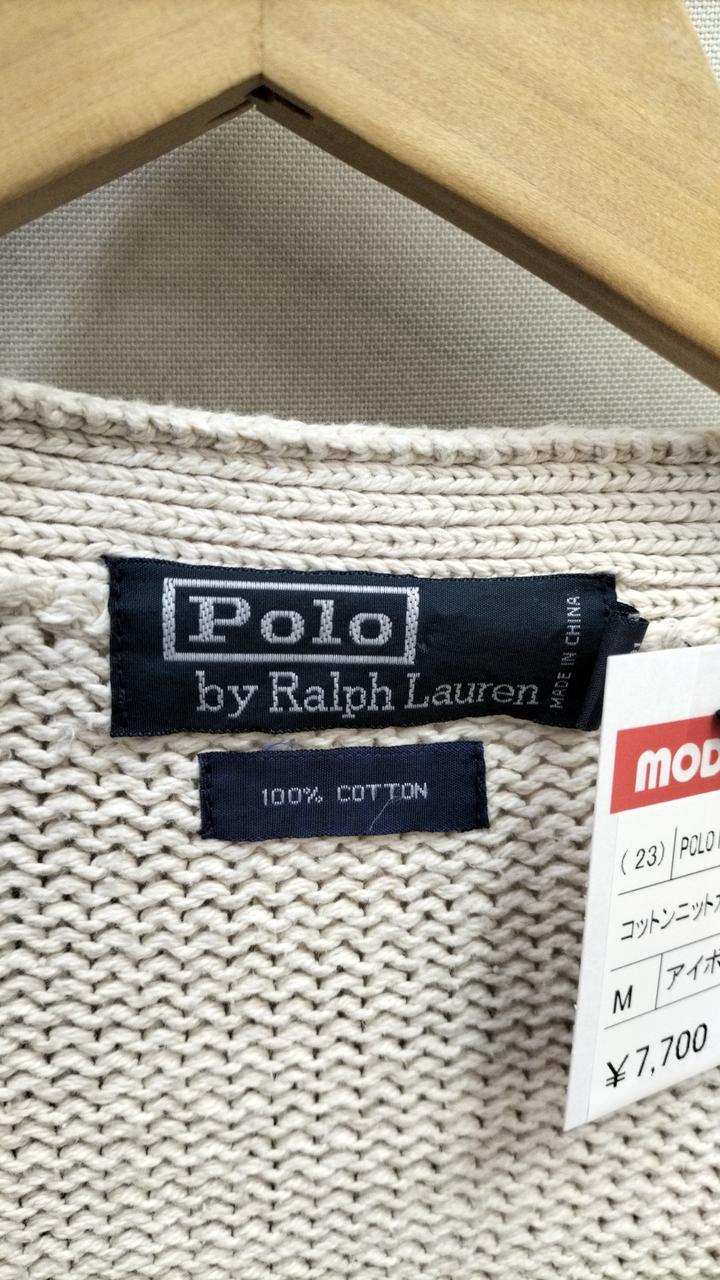 Polo
by Ralph Lauren
MADE IN CHINA
100% COTTON
MOD
(23) POLO
コットンニット
M アイボ
¥7,700